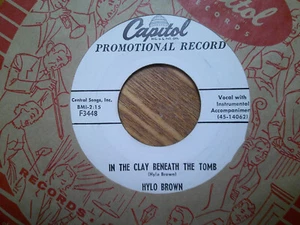 Capitol
PROMOTIONAL RECORD
Central Songs, Inc.
BMI-2:15
F3448
Vocal with
Instrumental
Accompaniment
(45-14062)
IN THE CLAY BENEATH THE TOMB
(Hylo Brown)
HYLO BROWN
Capitol
RECORDS
RECORDS